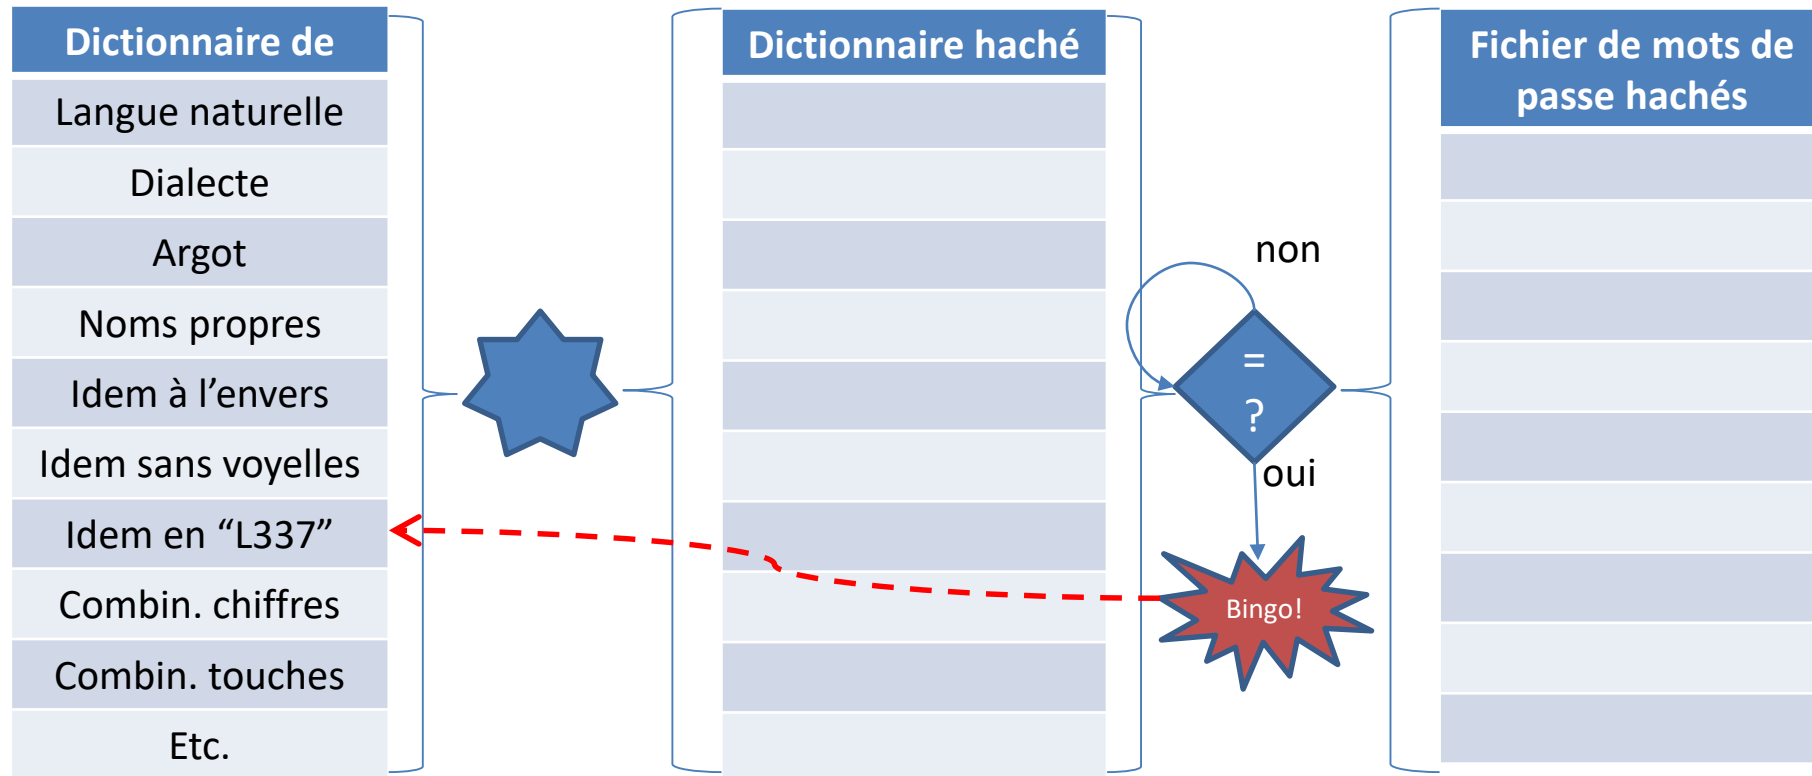 Dictionnaire de
Langue naturelle
Dialecte
Argot
Noms propres
Idem à l’envers
Idem sans voyelles
Idem en “L337”
Combin. chiffres
Combin. touches
Etc.
Dictionnaire haché
non
=
?
oui
Bingo!
Fichier de mots de
passe hachés